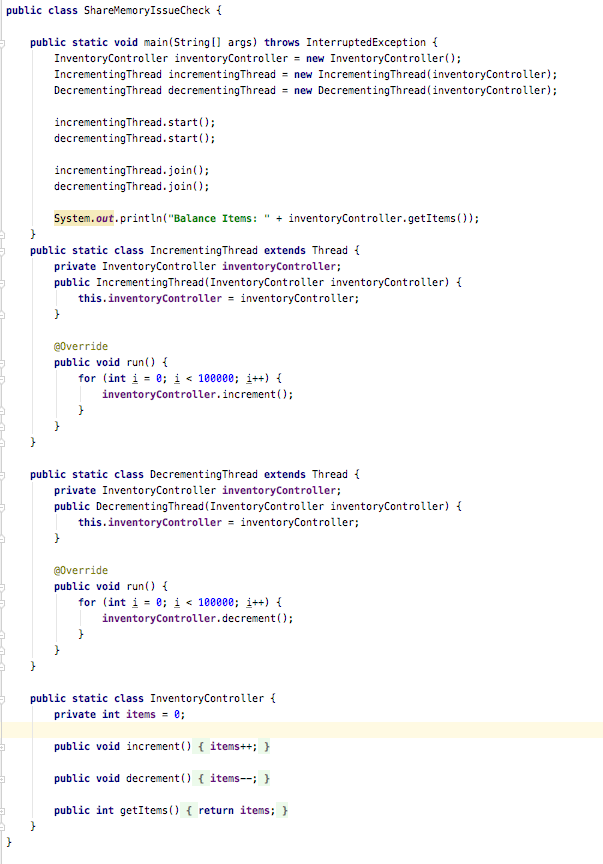 public class ShareMemoryIssueCheck {
public static void main(String[] args) throws InterruptedException {
InventoryController inventoryController = new InventoryController();
IncrementingThread incrementingThread = new IncrementingThread(inventoryController);
DecrementingThread decrementingThread = new DecrementingThread(inventoryController);
incrementingThread.start();
decrementingThread.start();
incrementingThread.join();
decrementingThread.join();
System.out.println("Balance Items: " + inventoryController.getItems());
}
public static class IncrementingThread extends Thread {
private InventoryController inventoryController;
public IncrementingThread(InventoryController inventoryController) {
this.inventoryController = inventoryController;
}
@Override
public void run() {
for (int i = 0; i < 100000; i++) {
inventoryController.increment();
}
}
}
public static class DecrementingThread extends Thread {
private InventoryController inventoryController;
public DecrementingThread(InventoryController inventoryController) {
this.inventoryController = inventoryController;
}
@Override
public void run() {
for (int i = 0; i < 100000; i++) {
inventoryController.decrement();
}
}
}
public static class InventoryController {
private int items = 0;
public void increment() { items++; }
public void decrement() { items--; }
public int getItems() { return items; }
}
}